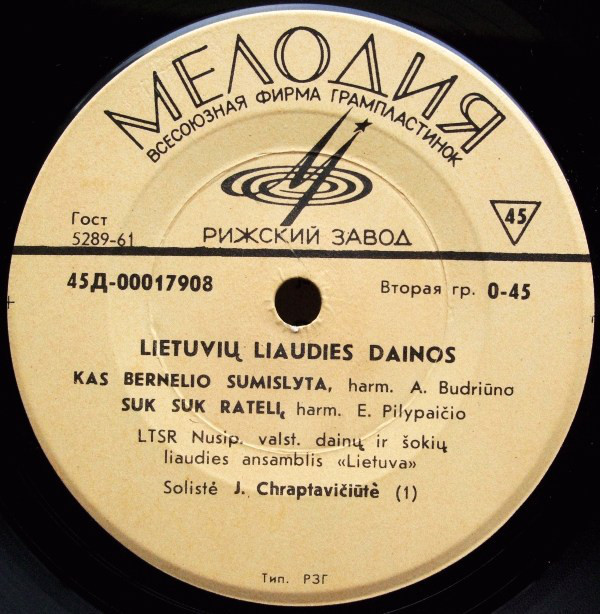 МЕЛОДИЯ
ВСЕСОЮЗНАЯ ФИРМА ГРАМПЛАСТИНОК
Гост
5289-61
РИЖСКИЙ ЗАВОД
45
45Д-00017908
Вторая гр. 0-45
LIETUVIŲ LIAUDIES DAINOS
KAS BERNELIO SUMISLYTA, harm. A. Budriūno
SUK SUK RATELĮ, harm. E. Pilypaičio
LTSR Nusip. valst. dainų ir šokių
liaudies ansamblis «Lietuva»
Solistė J. Chraptavičiūtė (1)
Тип. РЗГ